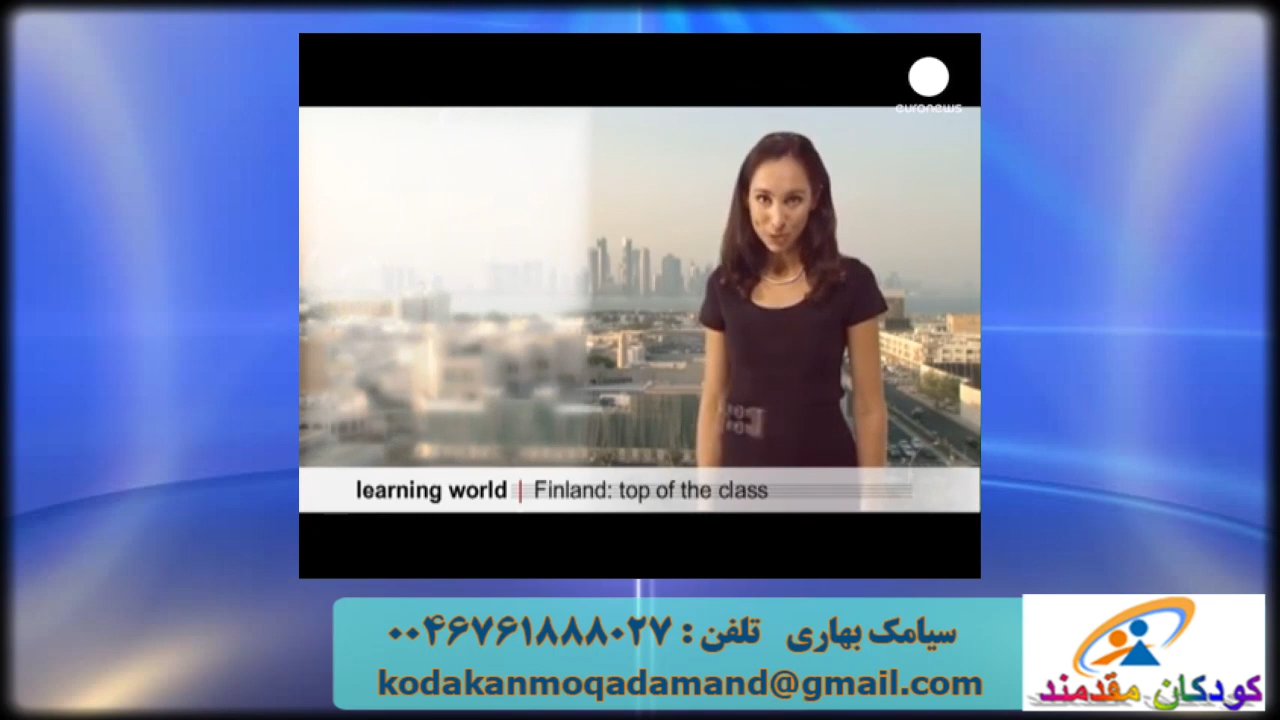 euronews
learning world | Finland: top of the class
سیامک بهاری تلفن : ۰۰۴۶۷۶۱۸۸۸۰۲۷
kodakanmoqadamand@gmail.com
کودکان مقدمند